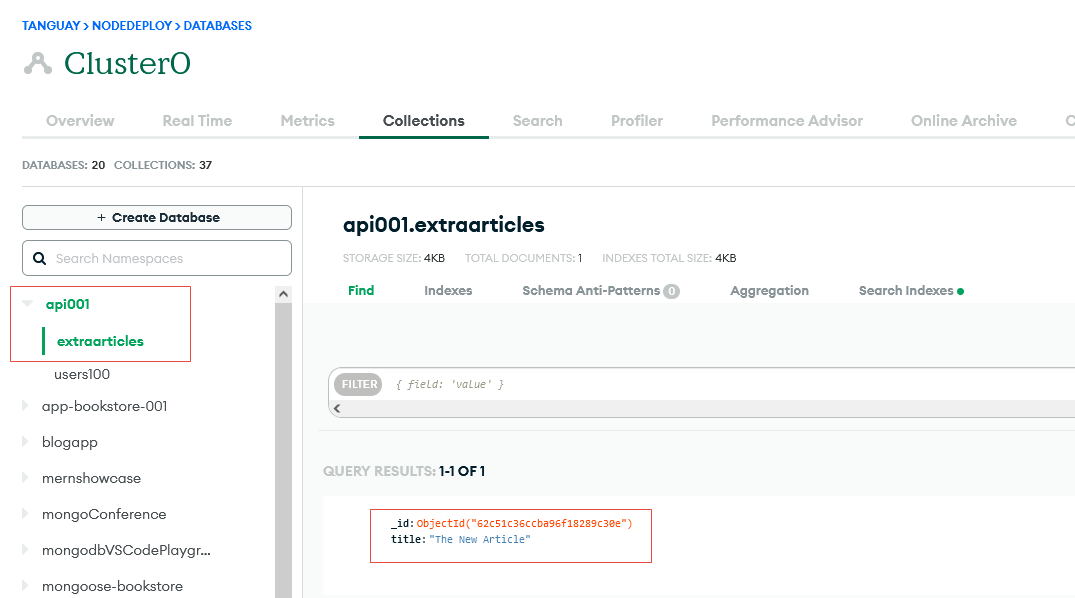 TANGUAY > NODEDEPLOY > DATABASES
Cluster0
Overview Real Time Metrics Collections Search Profiler Performance Advisor Online Archive
DATABASES: 20 COLLECTIONS: 37
+ Create Database
Search Namespaces
api001
extraarticles
users100
app-bookstore-001
blogapp
mernshowcase
mongoConference
mongodbVSCodePlaygr...
mongoose-bookstore
api001.extraarticles
STORAGE SIZE: 4KB TOTAL DOCUMENTS: 1 INDEXES TOTAL SIZE: 4KB
Find Indexes Schema Anti-Patterns 0 Aggregation Search Indexes
FILTER { field: 'value' }
QUERY RESULTS: 1-1 OF 1
_id: ObjectId("62c51c36ccba96f18289c30e")
title: "The New Article"